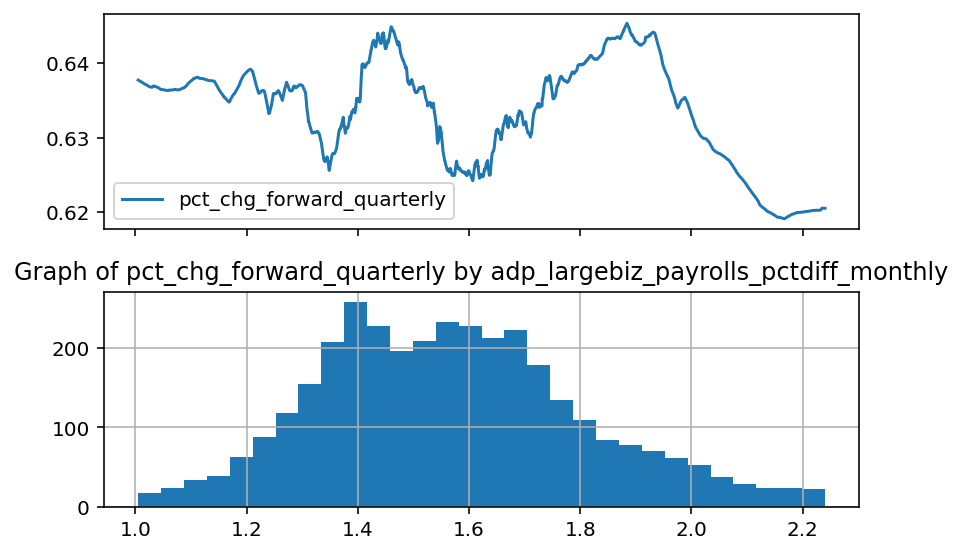 0.64
0.63
0.62
pct_chg_forward_quarterly
Graph of pct_chg_forward_quarterly by adp_largebiz_payrolls_pctdiff_monthly
200
100
0
1.0 1.2 1.4 1.6 1.8 2.0 2.2